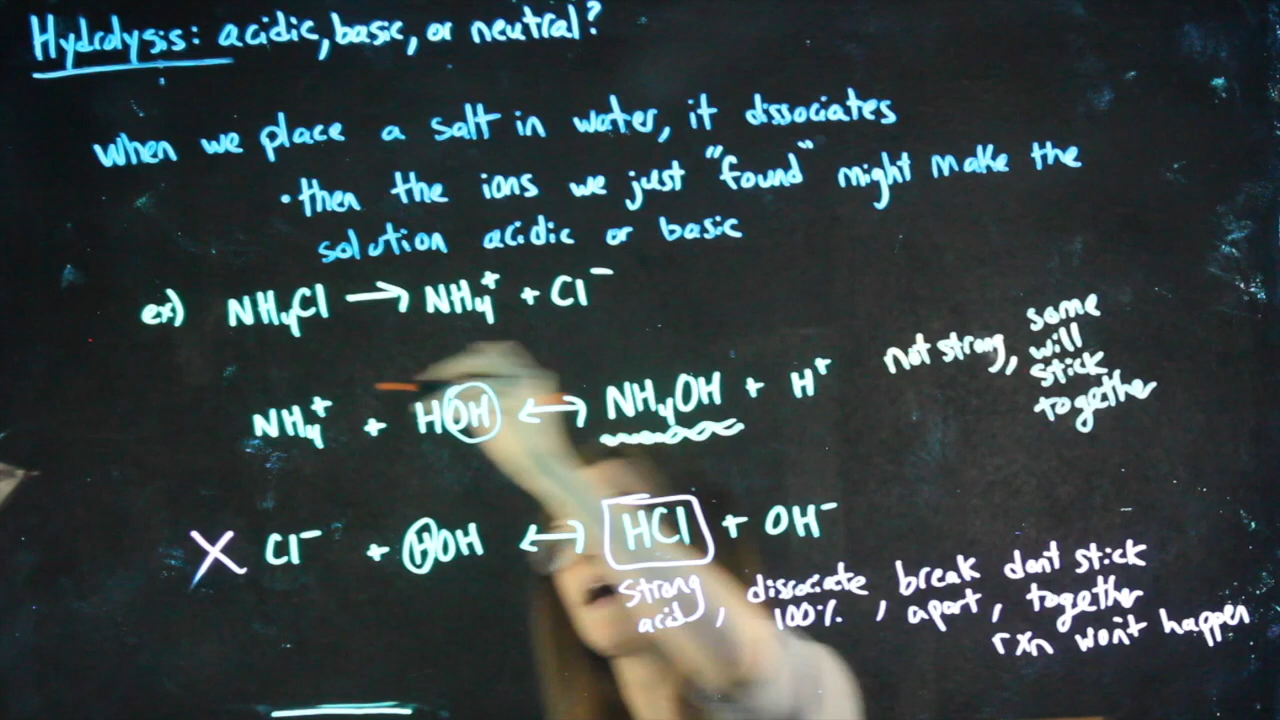 Hydrolysis: acidic, basic, or neutral?
When we place a salt in water, it dissociates
• then the ions we just "found" might make the
solution acidic or basic
ex) NH₄Cl → NH₄⁺ + Cl⁻
NH₄⁺ + HOH ↔ NH₄OH + H⁺
not strong, some
will
stick
together
X Cl⁻ + HOH ↔ HCl + OH⁻
strong
acid, dissociate
100%, break
apart, don't stick
together
rxn won't happen